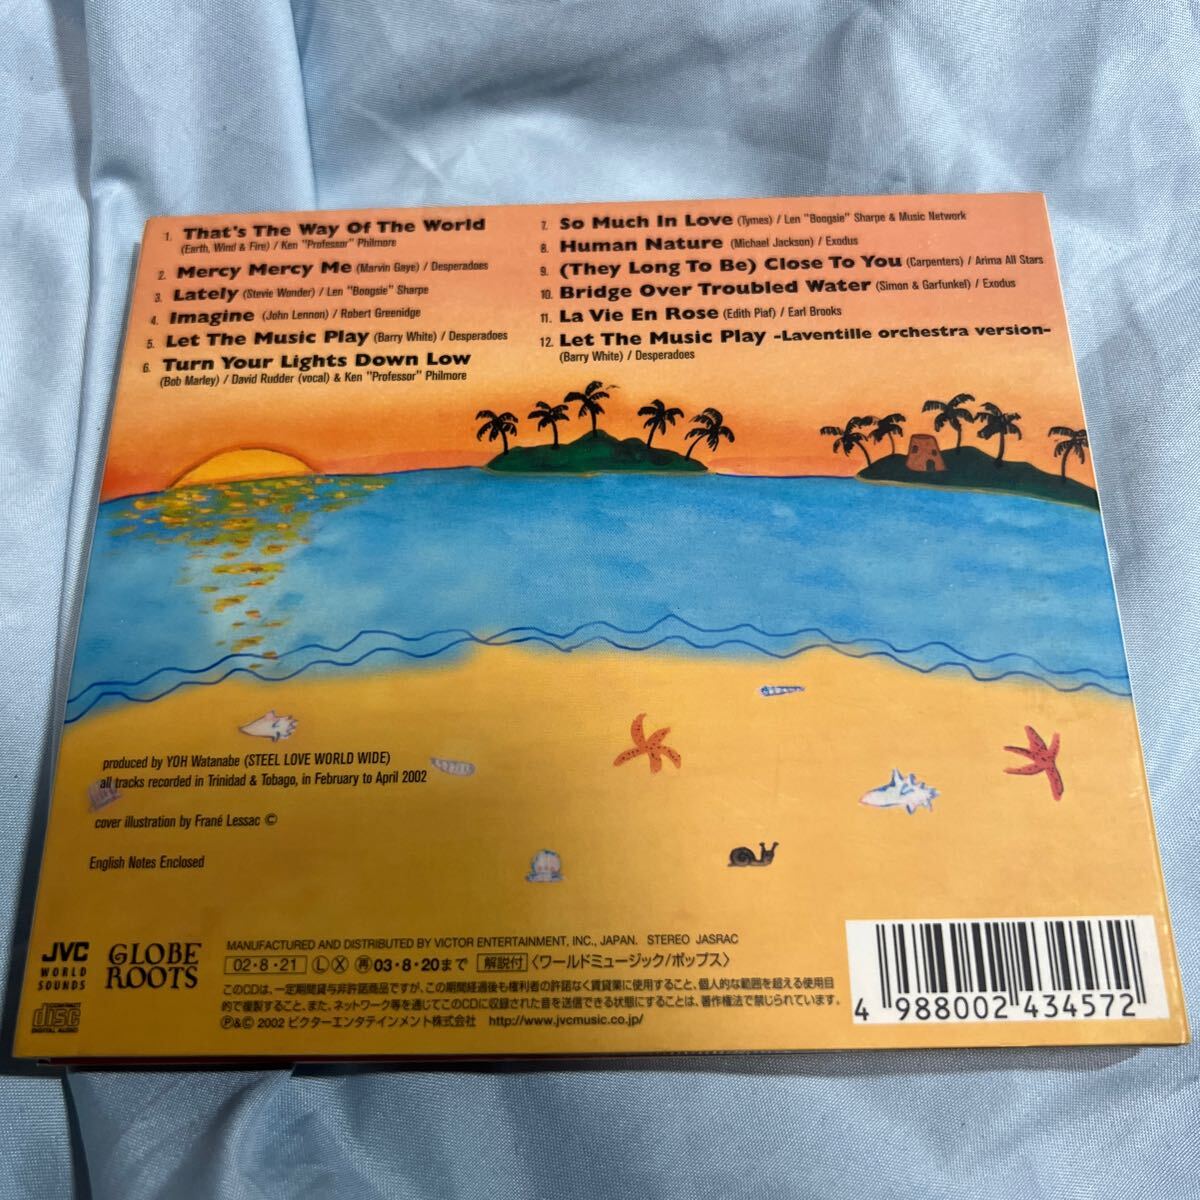 1. That's The Way Of The World
(Earth, Wind & Fire) / Ken "Professor" Philmore
2. Mercy Mercy Me (Marvin Gaye) / Desperadoes
3. Lately (Stevie Wonder) / Len "Boogsie" Sharpe
4. Imagine (John Lennon) / Robert Greenidge
5. Let The Music Play (Barry White) / Desperadoes
6. Turn Your Lights Down Low
(Bob Marley) / David Rudder (vocal) & Ken "Professor" Philmore
7. So Much In Love (Tymes) / Len "Boogsie" Sharpe & Music Network
8. Human Nature (Michael Jackson) / Exodus
9. (They Long To Be) Close To You (Carpenters) / Arima All Stars
10. Bridge Over Troubled Water (Simon & Garfunkel) / Exodus
11. La Vie En Rose (Edith Piaf) / Earl Brooks
12. Let The Music Play -Laventille orchestra version-
(Barry White) / Desperadoes
produced by YOH Watanabe (STEEL LOVE WORLD WIDE)
all tracks recorded in Trinidad & Tobago, in February to April 2002
cover illustration by Frané Lessac ©
English Notes Enclosed
JVC
WORLD
SOUNDS
GLOBE
ROOTS
COMPACT
disc
DIGITAL AUDIO
MANUFACTURED AND DISTRIBUTED BY VICTOR ENTERTAINMENT, INC., JAPAN. STEREO JASRAC
02・8・21 Ⓛ Ⓧ ㊢03・8・20まで 解説付〈ワールドミュージック/ポップス〉
このCDは、一定期間貸与非許諾商品ですが、この期間経過後も権利者の許諾なく賃貸業に使用すること、個人的な範囲を超える使用目
的で複製すること、また、ネットワーク等を通じてこのCDに収録された音を送信できる状態にすることは、著作権法で禁じられています。
Ⓟ&© 2002 ビクターエンタテインメント株式会社 http://www.jvcmusic.co.jp/
4 988002 434572